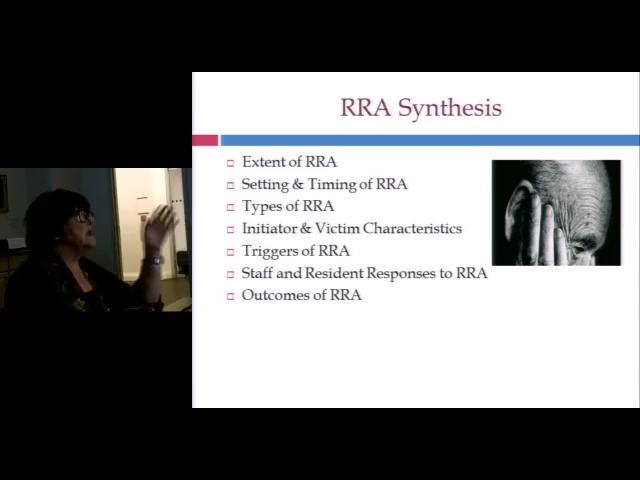 RRA Synthesis
Extent of RRA
Setting & Timing of RRA
Types of RRA
Initiator & Victim Characteristics
Triggers of RRA
Staff and Resident Responses to RRA
Outcomes of RRA